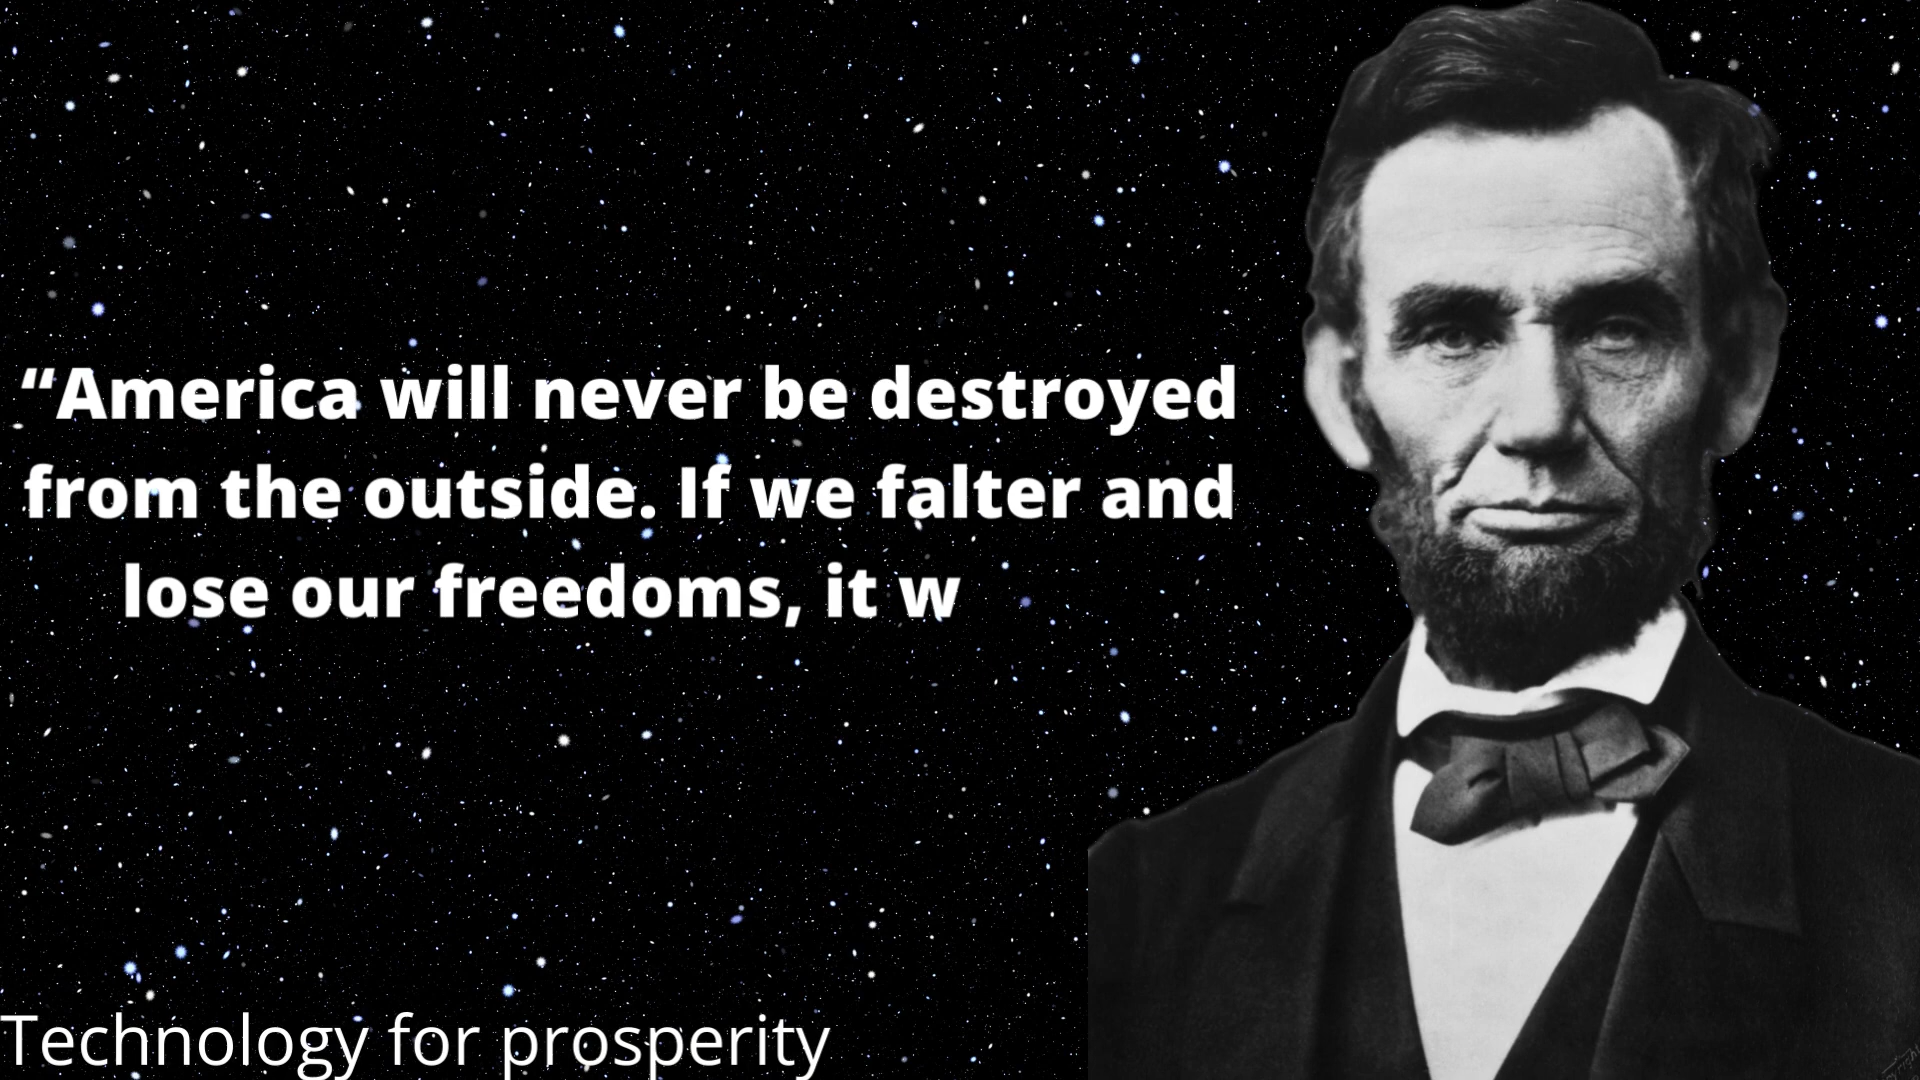 “America will never be destroyed
from the outside. If we falter and
lose our freedoms, it w
Technology for prosperity